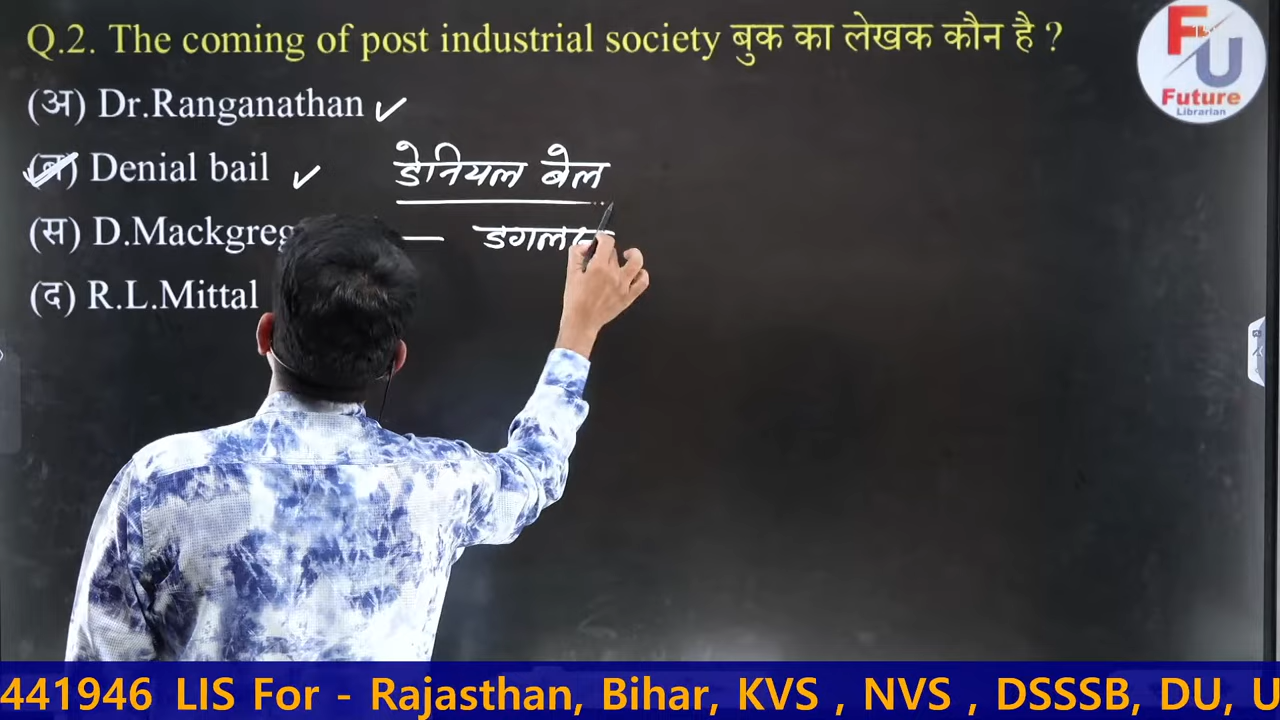 Q.2. The coming of post industrial society बुक का लेखक कौन है ?
FU
Future
Librarian
(अ) Dr.Ranganathan
(ब) Denial bail
डेनियल बेल
(स) D.Mackgreg
(द) R.L.Mittal
441946 LIS For - Rajasthan, Bihar, KVS , NVS , DSSSB, DU, U